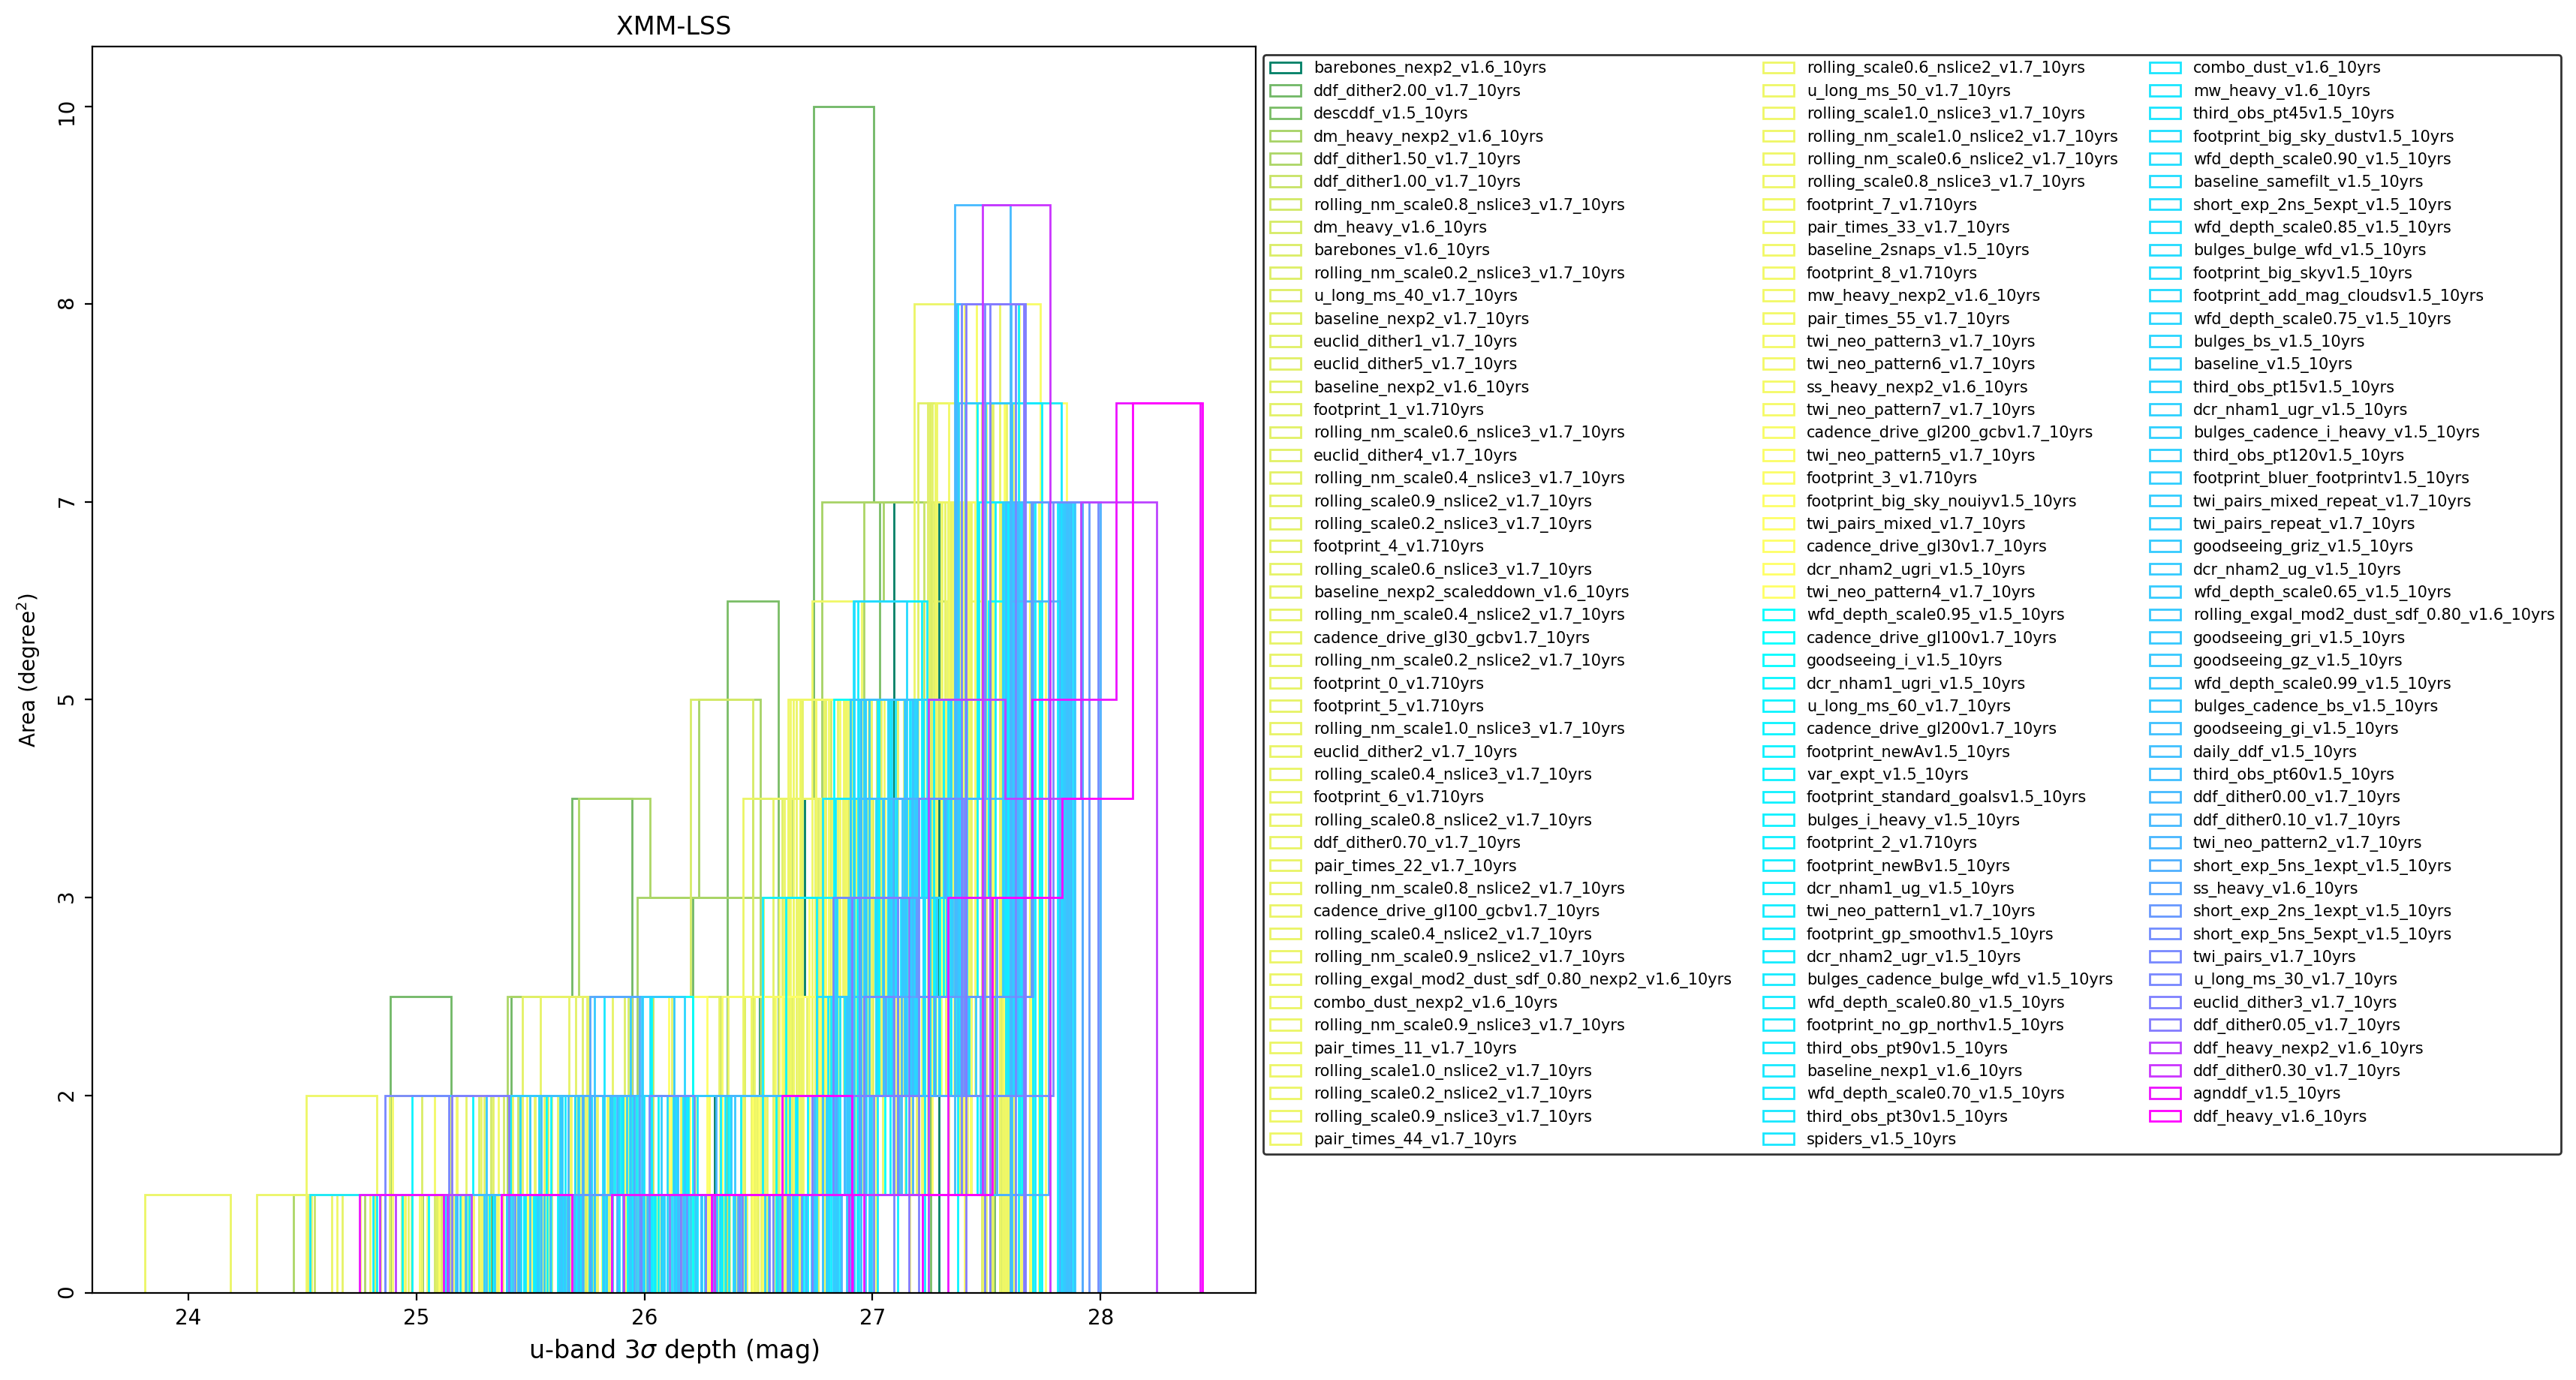 XMM-LSS
10
8
7
5
3
2
0
Area (degree²)
24 25 26 27 28
u-band 3σ depth (mag)
barebones_nexp2_v1.6_10yrs
ddf_dither2.00_v1.7_10yrs
descddf_v1.5_10yrs
dm_heavy_nexp2_v1.6_10yrs
ddf_dither1.50_v1.7_10yrs
ddf_dither1.00_v1.7_10yrs
rolling_nm_scale0.8_nslice3_v1.7_10yrs
dm_heavy_v1.6_10yrs
barebones_v1.6_10yrs
rolling_nm_scale0.2_nslice3_v1.7_10yrs
u_long_ms_40_v1.7_10yrs
baseline_nexp2_v1.7_10yrs
euclid_dither1_v1.7_10yrs
euclid_dither5_v1.7_10yrs
baseline_nexp2_v1.6_10yrs
footprint_1_v1.710yrs
rolling_nm_scale0.6_nslice3_v1.7_10yrs
euclid_dither4_v1.7_10yrs
rolling_nm_scale0.4_nslice3_v1.7_10yrs
rolling_scale0.9_nslice2_v1.7_10yrs
rolling_scale0.2_nslice3_v1.7_10yrs
footprint_4_v1.710yrs
rolling_scale0.6_nslice3_v1.7_10yrs
baseline_nexp2_scaleddown_v1.6_10yrs
rolling_nm_scale0.4_nslice2_v1.7_10yrs
cadence_drive_gl30_gcbv1.7_10yrs
rolling_nm_scale0.2_nslice2_v1.7_10yrs
footprint_0_v1.710yrs
footprint_5_v1.710yrs
rolling_nm_scale1.0_nslice3_v1.7_10yrs
euclid_dither2_v1.7_10yrs
rolling_scale0.4_nslice3_v1.7_10yrs
footprint_6_v1.710yrs
rolling_scale0.8_nslice2_v1.7_10yrs
ddf_dither0.70_v1.7_10yrs
pair_times_22_v1.7_10yrs
rolling_nm_scale0.8_nslice2_v1.7_10yrs
cadence_drive_gl100_gcbv1.7_10yrs
rolling_scale0.4_nslice2_v1.7_10yrs
rolling_nm_scale0.9_nslice2_v1.7_10yrs
rolling_exgal_mod2_dust_sdf_0.80_nexp2_v1.6_10yrs
combo_dust_nexp2_v1.6_10yrs
rolling_nm_scale0.9_nslice3_v1.7_10yrs
pair_times_11_v1.7_10yrs
rolling_scale1.0_nslice2_v1.7_10yrs
rolling_scale0.2_nslice2_v1.7_10yrs
rolling_scale0.9_nslice3_v1.7_10yrs
pair_times_44_v1.7_10yrs
rolling_scale0.6_nslice2_v1.7_10yrs
u_long_ms_50_v1.7_10yrs
rolling_scale1.0_nslice3_v1.7_10yrs
rolling_nm_scale1.0_nslice2_v1.7_10yrs
rolling_nm_scale0.6_nslice2_v1.7_10yrs
rolling_scale0.8_nslice3_v1.7_10yrs
footprint_7_v1.710yrs
pair_times_33_v1.7_10yrs
baseline_2snaps_v1.5_10yrs
footprint_8_v1.710yrs
mw_heavy_nexp2_v1.6_10yrs
pair_times_55_v1.7_10yrs
twi_neo_pattern3_v1.7_10yrs
twi_neo_pattern6_v1.7_10yrs
ss_heavy_nexp2_v1.6_10yrs
twi_neo_pattern7_v1.7_10yrs
cadence_drive_gl200_gcbv1.7_10yrs
twi_neo_pattern5_v1.7_10yrs
footprint_3_v1.710yrs
footprint_big_sky_nouiyv1.5_10yrs
twi_pairs_mixed_v1.7_10yrs
cadence_drive_gl30v1.7_10yrs
dcr_nham2_ugri_v1.5_10yrs
twi_neo_pattern4_v1.7_10yrs
wfd_depth_scale0.95_v1.5_10yrs
cadence_drive_gl100v1.7_10yrs
goodseeing_i_v1.5_10yrs
dcr_nham1_ugri_v1.5_10yrs
u_long_ms_60_v1.7_10yrs
cadence_drive_gl200v1.7_10yrs
footprint_newAv1.5_10yrs
var_expt_v1.5_10yrs
footprint_standard_goalsv1.5_10yrs
bulges_i_heavy_v1.5_10yrs
footprint_2_v1.710yrs
footprint_newBv1.5_10yrs
dcr_nham1_ug_v1.5_10yrs
twi_neo_pattern1_v1.7_10yrs
footprint_gp_smoothv1.5_10yrs
dcr_nham2_ugr_v1.5_10yrs
bulges_cadence_bulge_wfd_v1.5_10yrs
wfd_depth_scale0.80_v1.5_10yrs
footprint_no_gp_northv1.5_10yrs
third_obs_pt90v1.5_10yrs
baseline_nexp1_v1.6_10yrs
wfd_depth_scale0.70_v1.5_10yrs
third_obs_pt30v1.5_10yrs
spiders_v1.5_10yrs
combo_dust_v1.6_10yrs
mw_heavy_v1.6_10yrs
third_obs_pt45v1.5_10yrs
footprint_big_sky_dustv1.5_10yrs
wfd_depth_scale0.90_v1.5_10yrs
baseline_samefilt_v1.5_10yrs
short_exp_2ns_5expt_v1.5_10yrs
wfd_depth_scale0.85_v1.5_10yrs
bulges_bulge_wfd_v1.5_10yrs
footprint_big_skyv1.5_10yrs
footprint_add_mag_cloudsv1.5_10yrs
wfd_depth_scale0.75_v1.5_10yrs
bulges_bs_v1.5_10yrs
baseline_v1.5_10yrs
third_obs_pt15v1.5_10yrs
dcr_nham1_ugr_v1.5_10yrs
bulges_cadence_i_heavy_v1.5_10yrs
third_obs_pt120v1.5_10yrs
footprint_bluer_footprintv1.5_10yrs
twi_pairs_mixed_repeat_v1.7_10yrs
twi_pairs_repeat_v1.7_10yrs
goodseeing_griz_v1.5_10yrs
dcr_nham2_ug_v1.5_10yrs
wfd_depth_scale0.65_v1.5_10yrs
rolling_exgal_mod2_dust_sdf_0.80_v1.6_10yrs
goodseeing_gri_v1.5_10yrs
goodseeing_gz_v1.5_10yrs
wfd_depth_scale0.99_v1.5_10yrs
bulges_cadence_bs_v1.5_10yrs
goodseeing_gi_v1.5_10yrs
daily_ddf_v1.5_10yrs
third_obs_pt60v1.5_10yrs
ddf_dither0.00_v1.7_10yrs
ddf_dither0.10_v1.7_10yrs
twi_neo_pattern2_v1.7_10yrs
short_exp_5ns_1expt_v1.5_10yrs
ss_heavy_v1.6_10yrs
short_exp_2ns_1expt_v1.5_10yrs
short_exp_5ns_5expt_v1.5_10yrs
twi_pairs_v1.7_10yrs
u_long_ms_30_v1.7_10yrs
euclid_dither3_v1.7_10yrs
ddf_dither0.05_v1.7_10yrs
ddf_heavy_nexp2_v1.6_10yrs
ddf_dither0.30_v1.7_10yrs
agnddf_v1.5_10yrs
ddf_heavy_v1.6_10yrs